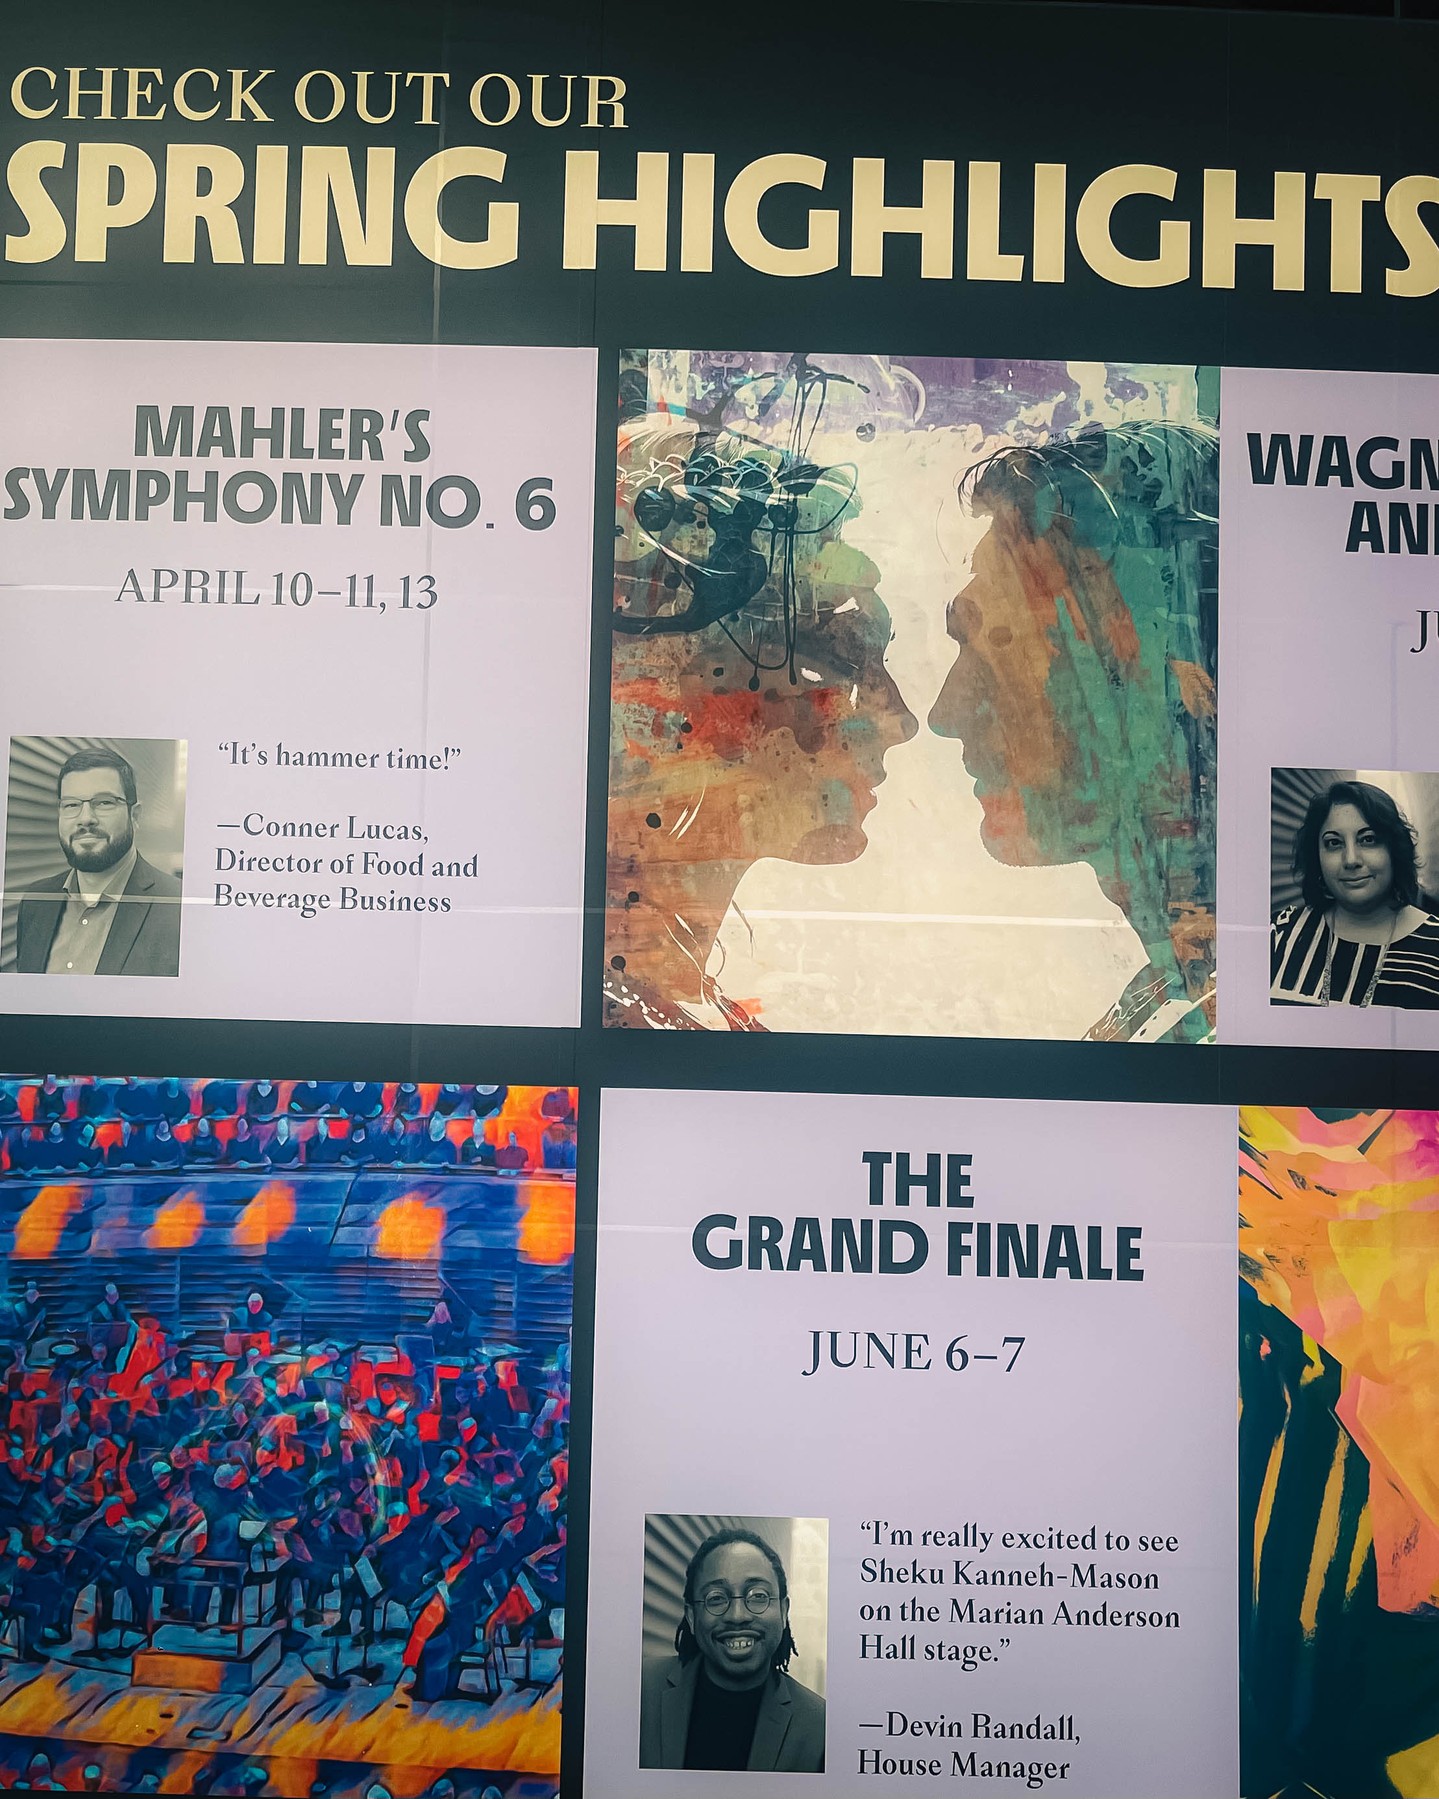 CHECK OUT OUR
SPRING HIGHLIGHTS
MAHLER'S
SYMPHONY NO. 6
APRIL 10–11, 13
“It’s hammer time!”
—Conner Lucas,
Director of Food and
Beverage Business
THE
GRAND FINALE
JUNE 6–7
“I’m really excited to see
Sheku Kanneh-Mason
on the Marian Anderson
Hall stage.”
—Devin Randall,
House Manager